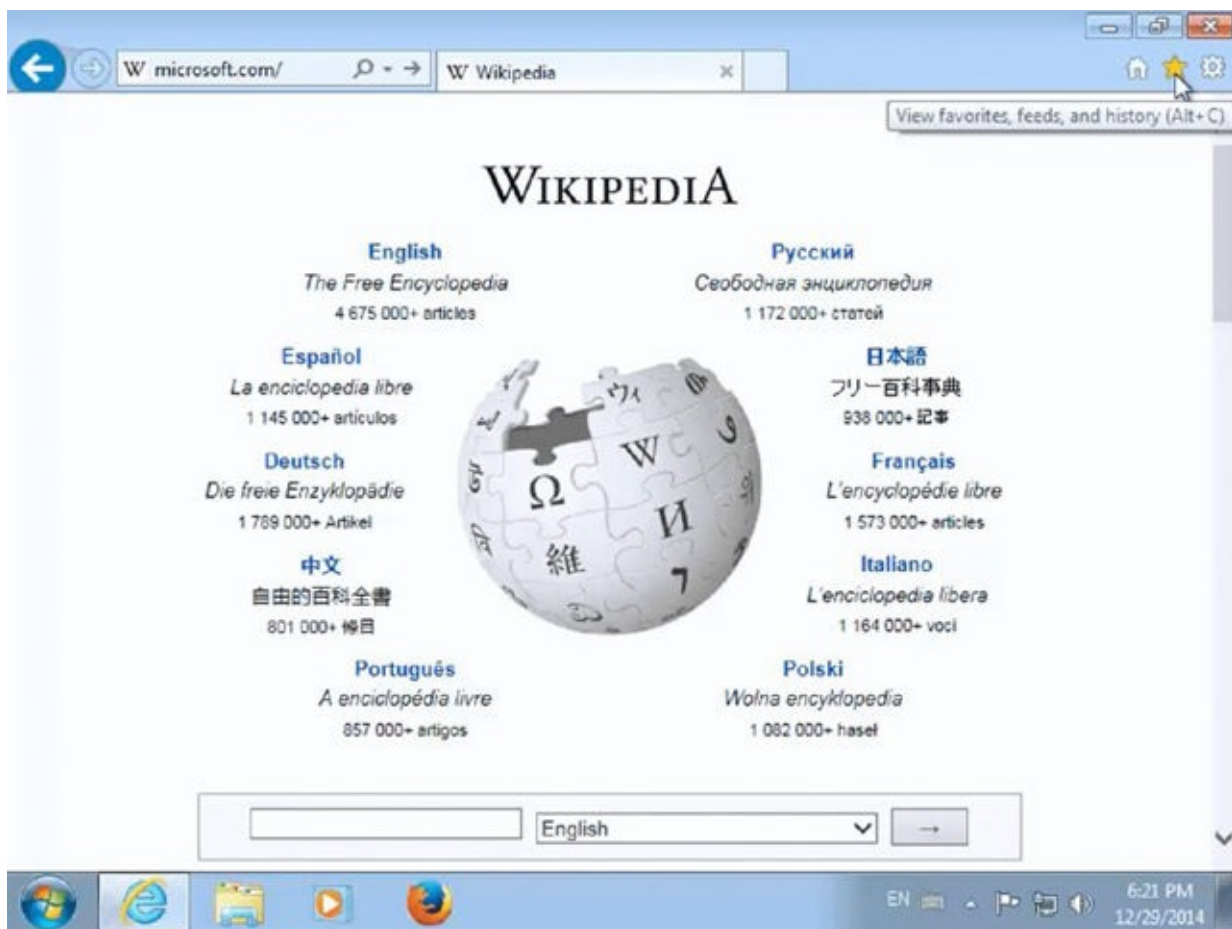 W microsoft.com/
W Wikipedia
View favorites, feeds, and history (Alt+C)
WIKIPEDIA
English
The Free Encyclopedia
4 675 000+ articles
Русский
Свободная энциклопедия
1 172 000+ статей
Español
La enciclopedia libre
1 145 000+ artículos
日本語
フリー百科事典
938 000+ 記事
Deutsch
Die freie Enzyklopädie
1 789 000+ Artikel
Français
L'encyclopédie libre
1 573 000+ articles
中文
自由的百科全書
801 000+ 條目
Italiano
L'enciclopedia libera
1 164 000+ voci
Português
A enciclopédia livre
857 000+ artigos
Polski
Wolna encyklopedia
1 082 000+ haseł
Ω
W
И
維
ウィ
7
English
EN
6:21 PM
12/29/2014